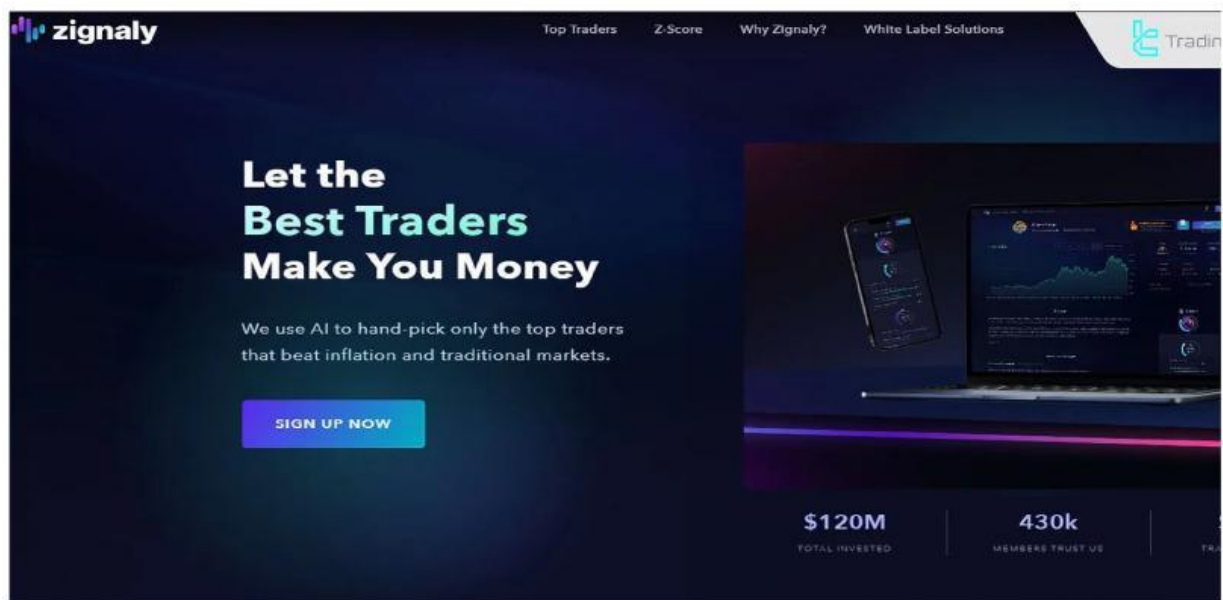 zignaly
Top Traders Z-Score Why Zignaly? White Label Solutions
Let the
Best Traders
Make You Money
We use AI to hand-pick only the top traders
that beat inflation and traditional markets.
SIGN UP NOW
$120M
TOTAL INVESTED
430k
MEMBERS TRUST US